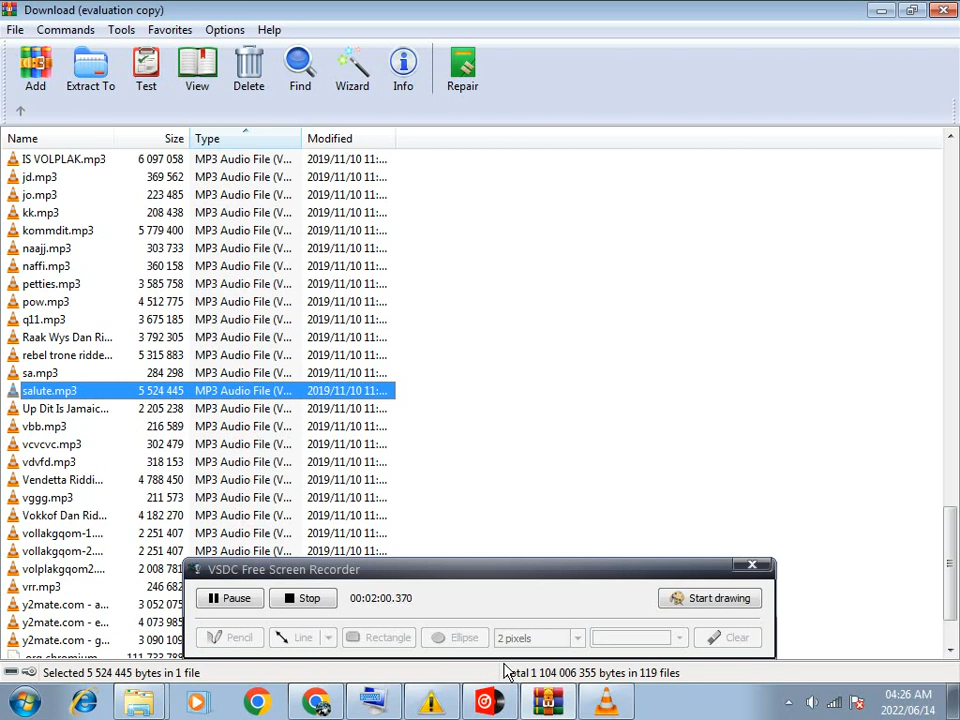 Download (evaluation copy)
File Commands Tools Favorites Options Help
Add Extract To Test View Delete Find Wizard Info Repair
Name Size Type Modified
IS VOLPLAK.mp3 6 097 058 MP3 Audio File (V... 2019/11/10 11:...
jd.mp3 369 562 MP3 Audio File (V... 2019/11/10 11:...
jo.mp3 223 485 MP3 Audio File (V... 2019/11/10 11:...
kk.mp3 208 438 MP3 Audio File (V... 2019/11/10 11:...
kommdit.mp3 5 779 400 MP3 Audio File (V... 2019/11/10 11:...
naajj.mp3 303 733 MP3 Audio File (V... 2019/11/10 11:...
naffi.mp3 360 158 MP3 Audio File (V... 2019/11/10 11:...
petties.mp3 3 585 758 MP3 Audio File (V... 2019/11/10 11:...
pow.mp3 4 512 775 MP3 Audio File (V... 2019/11/10 11:...
q11.mp3 3 675 185 MP3 Audio File (V... 2019/11/10 11:...
Raak Wys Dan Ri... 3 792 305 MP3 Audio File (V... 2019/11/10 11:...
rebel trone ridde... 5 315 883 MP3 Audio File (V... 2019/11/10 11:...
sa.mp3 284 298 MP3 Audio File (V... 2019/11/10 11:...
salute.mp3 5 524 445 MP3 Audio File (V... 2019/11/10 11:...
Up Dit Is Jamaic... 2 205 238 MP3 Audio File (V... 2019/11/10 11:...
vbb.mp3 216 589 MP3 Audio File (V... 2019/11/10 11:...
vcvcvc.mp3 302 479 MP3 Audio File (V... 2019/11/10 11:...
vdvfd.mp3 318 153 MP3 Audio File (V... 2019/11/10 11:...
Vendetta Riddi... 4 788 450 MP3 Audio File (V... 2019/11/10 11:...
vggg.mp3 211 573 MP3 Audio File (V... 2019/11/10 11:...
Vokkof Dan Rid... 4 182 270 MP3 Audio File (V... 2019/11/10 11:...
vollakgqom-1.... 2 251 407 MP3 Audio File (V... 2019/11/10 11:...
vollakgqom-2.... 2 251 407 MP3 Audio File (V... 2019/11/10 11:...
volplakgqom2.... 2 008 781
vrr.mp3 246 682
y2mate.com - a... 3 052 075
y2mate.com - e... 3 040 138
y2mate.com - g...
VSDC Free Screen Recorder
Pause Stop 00:02:00.370 Start drawing
Pencil Line Rectangle Ellipse 2 pixels Clear
Selected 5 524 445 bytes in 1 file
1 104 006 355 bytes in 119 files
04:26 AM
2022/06/14